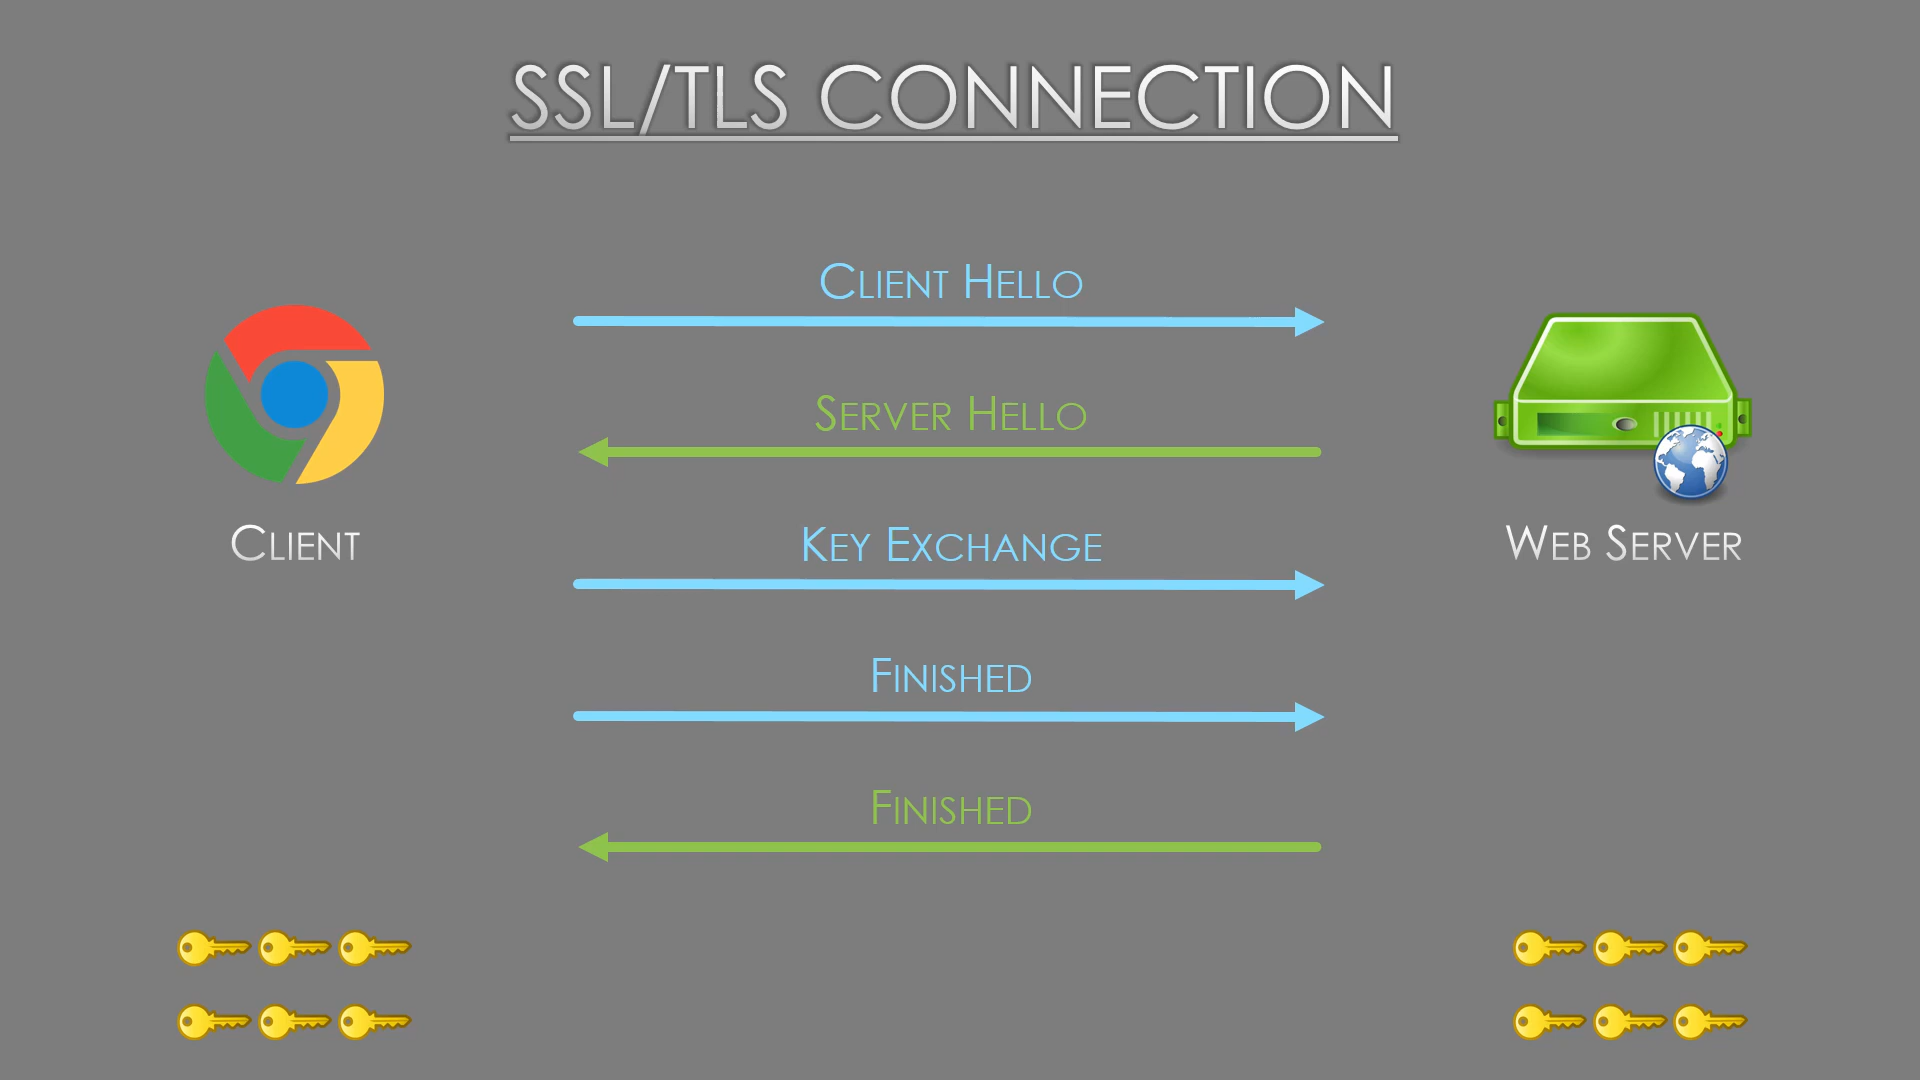 SSL/TLS CONNECTION
CLIENT HELLO
SERVER HELLO
CLIENT
KEY EXCHANGE
WEB SERVER
FINISHED
FINISHED